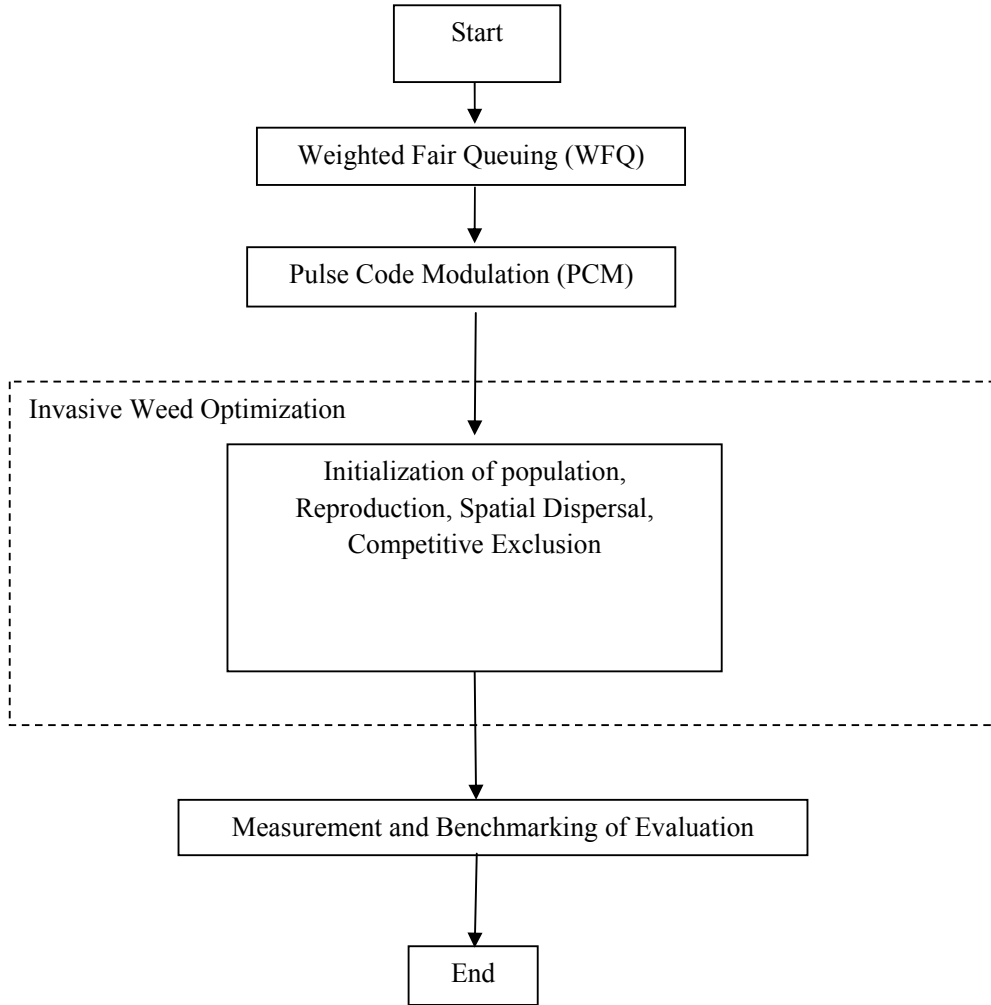 Start
Weighted Fair Queuing (WFQ)
Pulse Code Modulation (PCM)
Invasive Weed Optimization
Initialization of population,
Reproduction, Spatial Dispersal,
Competitive Exclusion
Measurement and Benchmarking of Evaluation
End